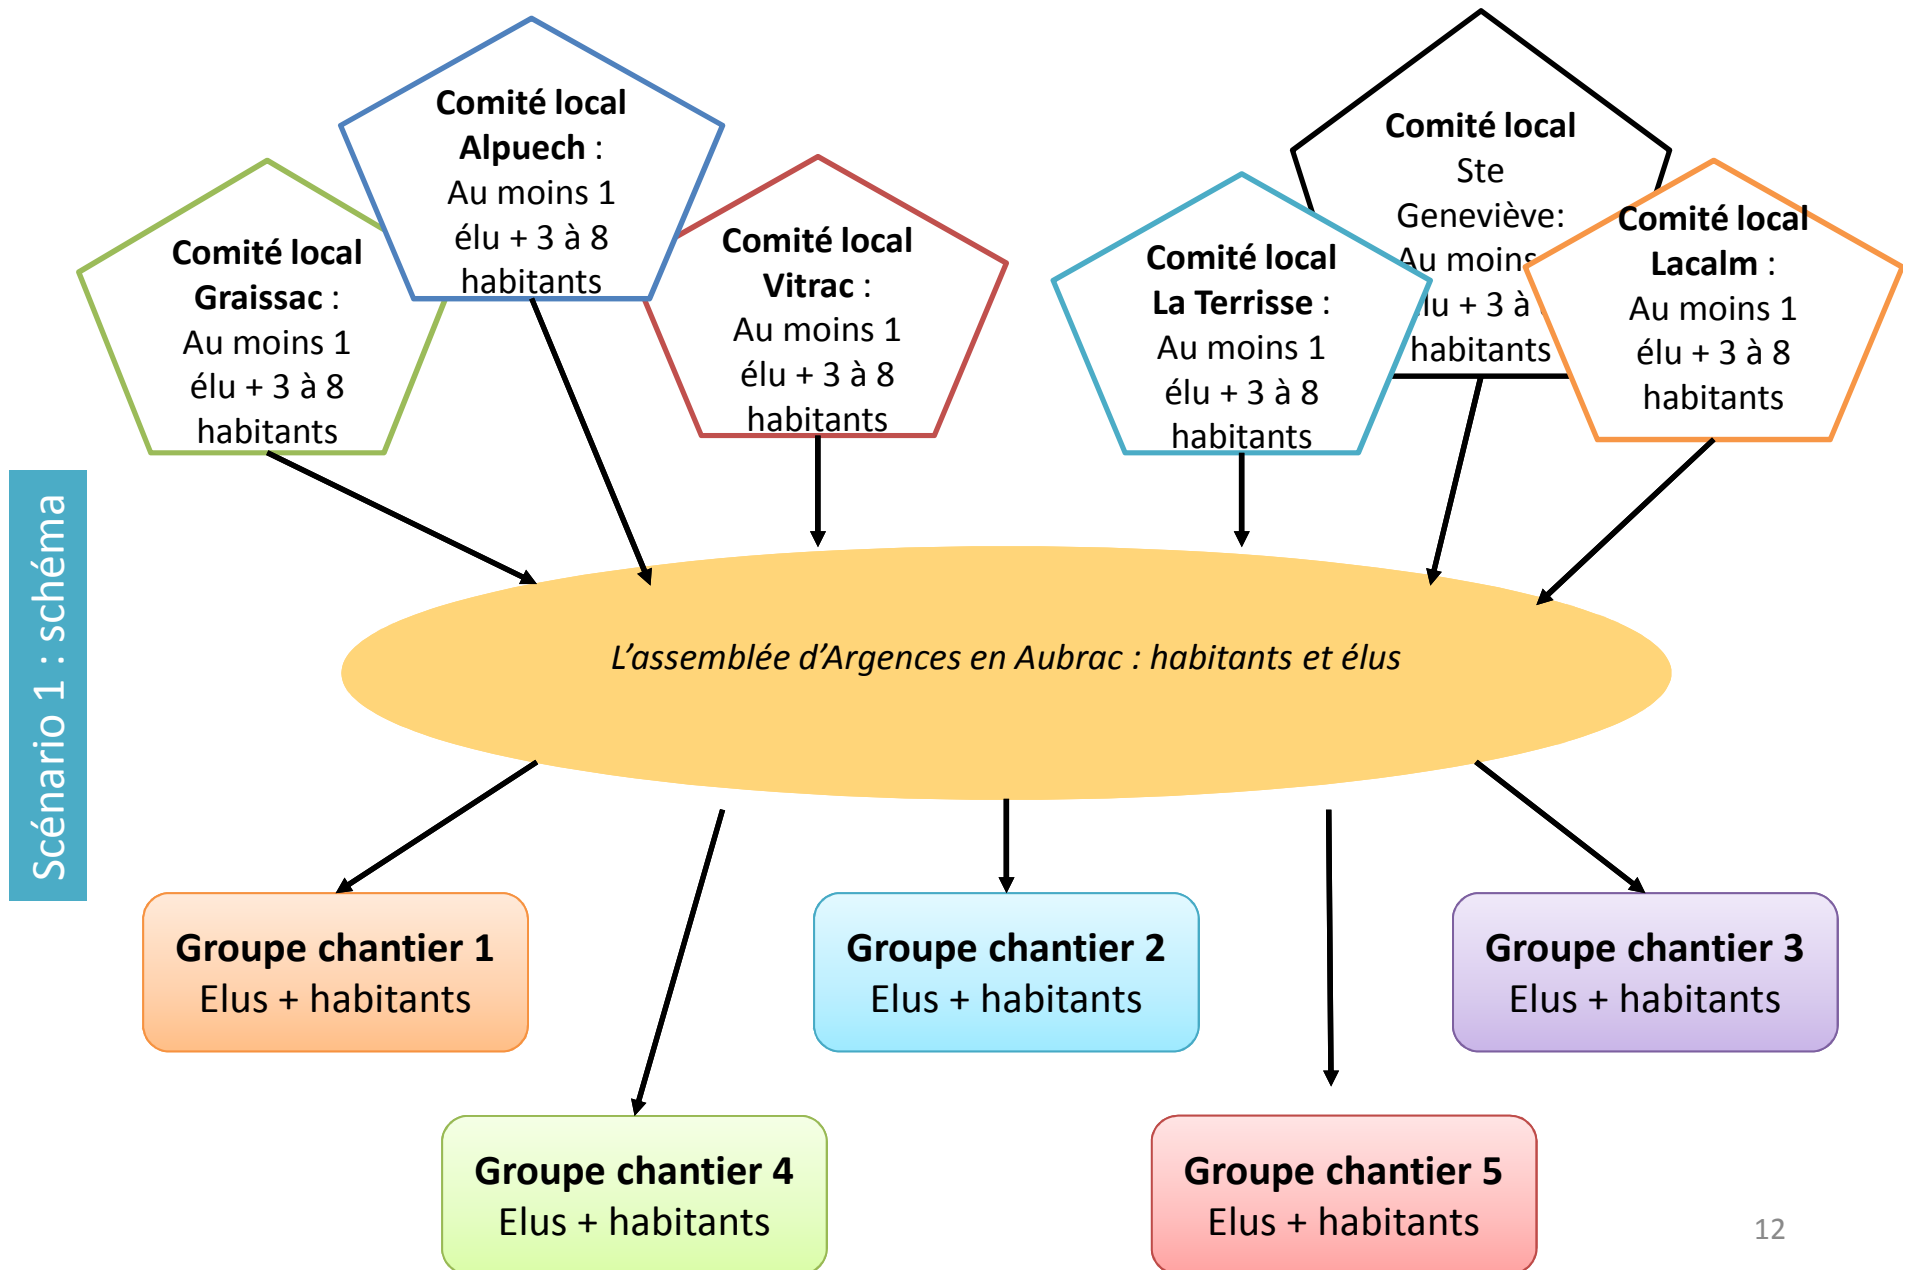 Comité local
Alpuech :
Au moins 1
élu + 3 à 8
habitants
Comité local
Ste
Geneviève:
Au moins
lu + 3 à
habitants
Comité local
Graissac :
Au moins 1
élu + 3 à 8
habitants
Comité local
Vitrac :
Au moins 1
élu + 3 à 8
habitants
Comité local
La Terrisse :
Au moins 1
élu + 3 à 8
habitants
Comité local
Lacalm :
Au moins 1
élu + 3 à 8
habitants
Scénario 1 : schéma
L'assemblée d'Argences en Aubrac : habitants et élus
Groupe chantier 1
Elus + habitants
Groupe chantier 2
Elus + habitants
Groupe chantier 3
Elus + habitants
Groupe chantier 4
Elus + habitants
Groupe chantier 5
Elus + habitants
12